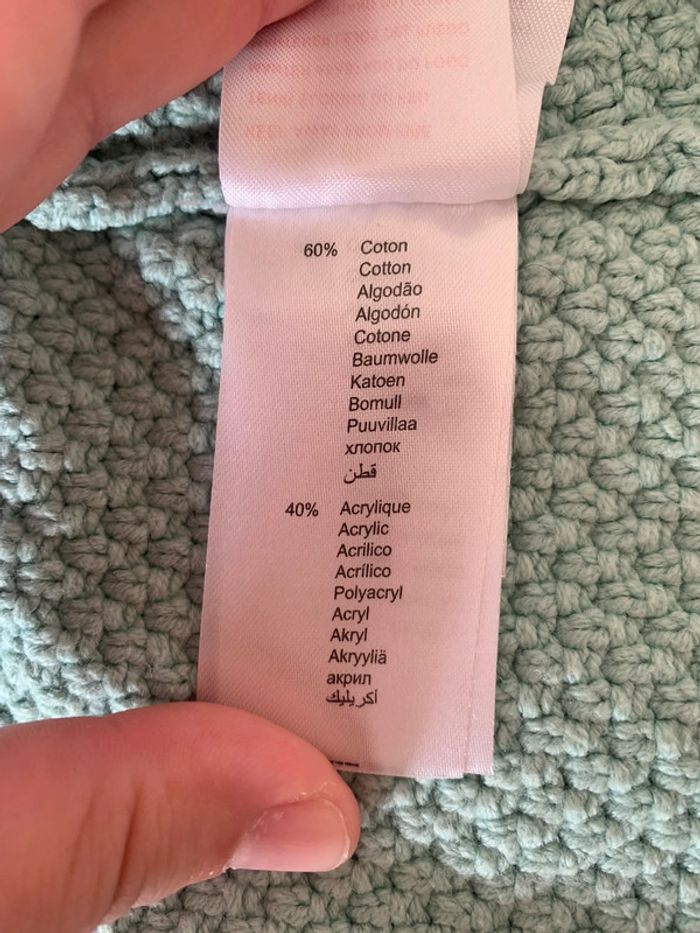 60% Coton
Cotton
Algodão
Algodón
Cotone
Baumwolle
Katoen
Bomull
Puuvillaa
хлопок
قطن
40% Acrylique
Acrylic
Acrilico
Acrílico
Polyacryl
Acryl
Akryl
Akryyliä
акрил
أكريليك